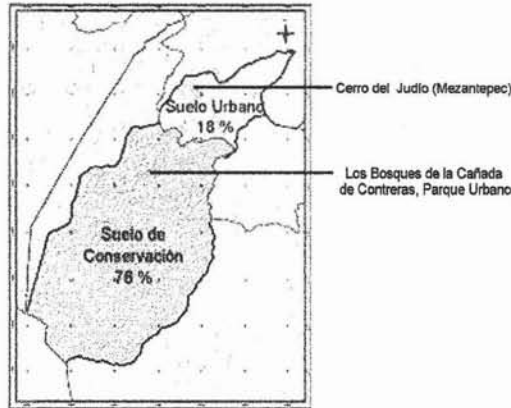 Cerro del Judío (Mezantepec)
Suelo Urbano
18 %
Los Bosques de la Cañada
de Contreras, Parque Urbano
Suelo de
Conservación
76 %